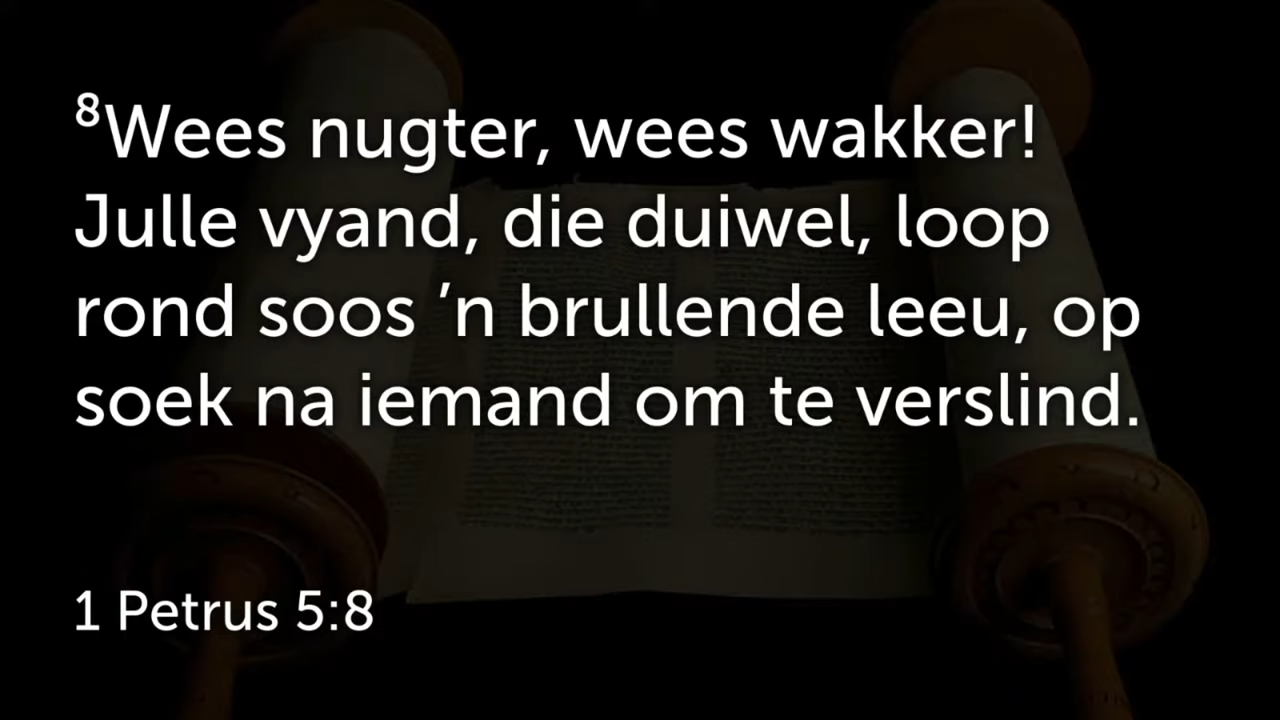 ⁸Wees nugter, wees wakker!
Julle vyand, die duiwel, loop
rond soos ’n brullende leeu, op
soek na iemand om te verslind.
1 Petrus 5:8